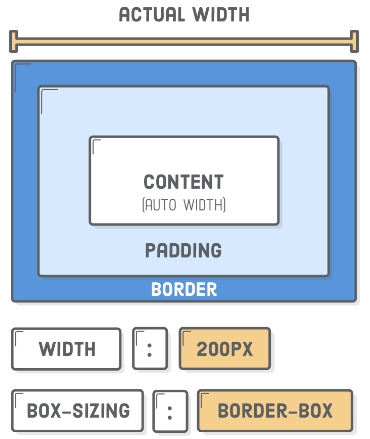 ACTUAL WIDTH
CONTENT
(AUTO WIDTH)
PADDING
BORDER
WIDTH : 200PX
BOX-SIZING : BORDER-BOX